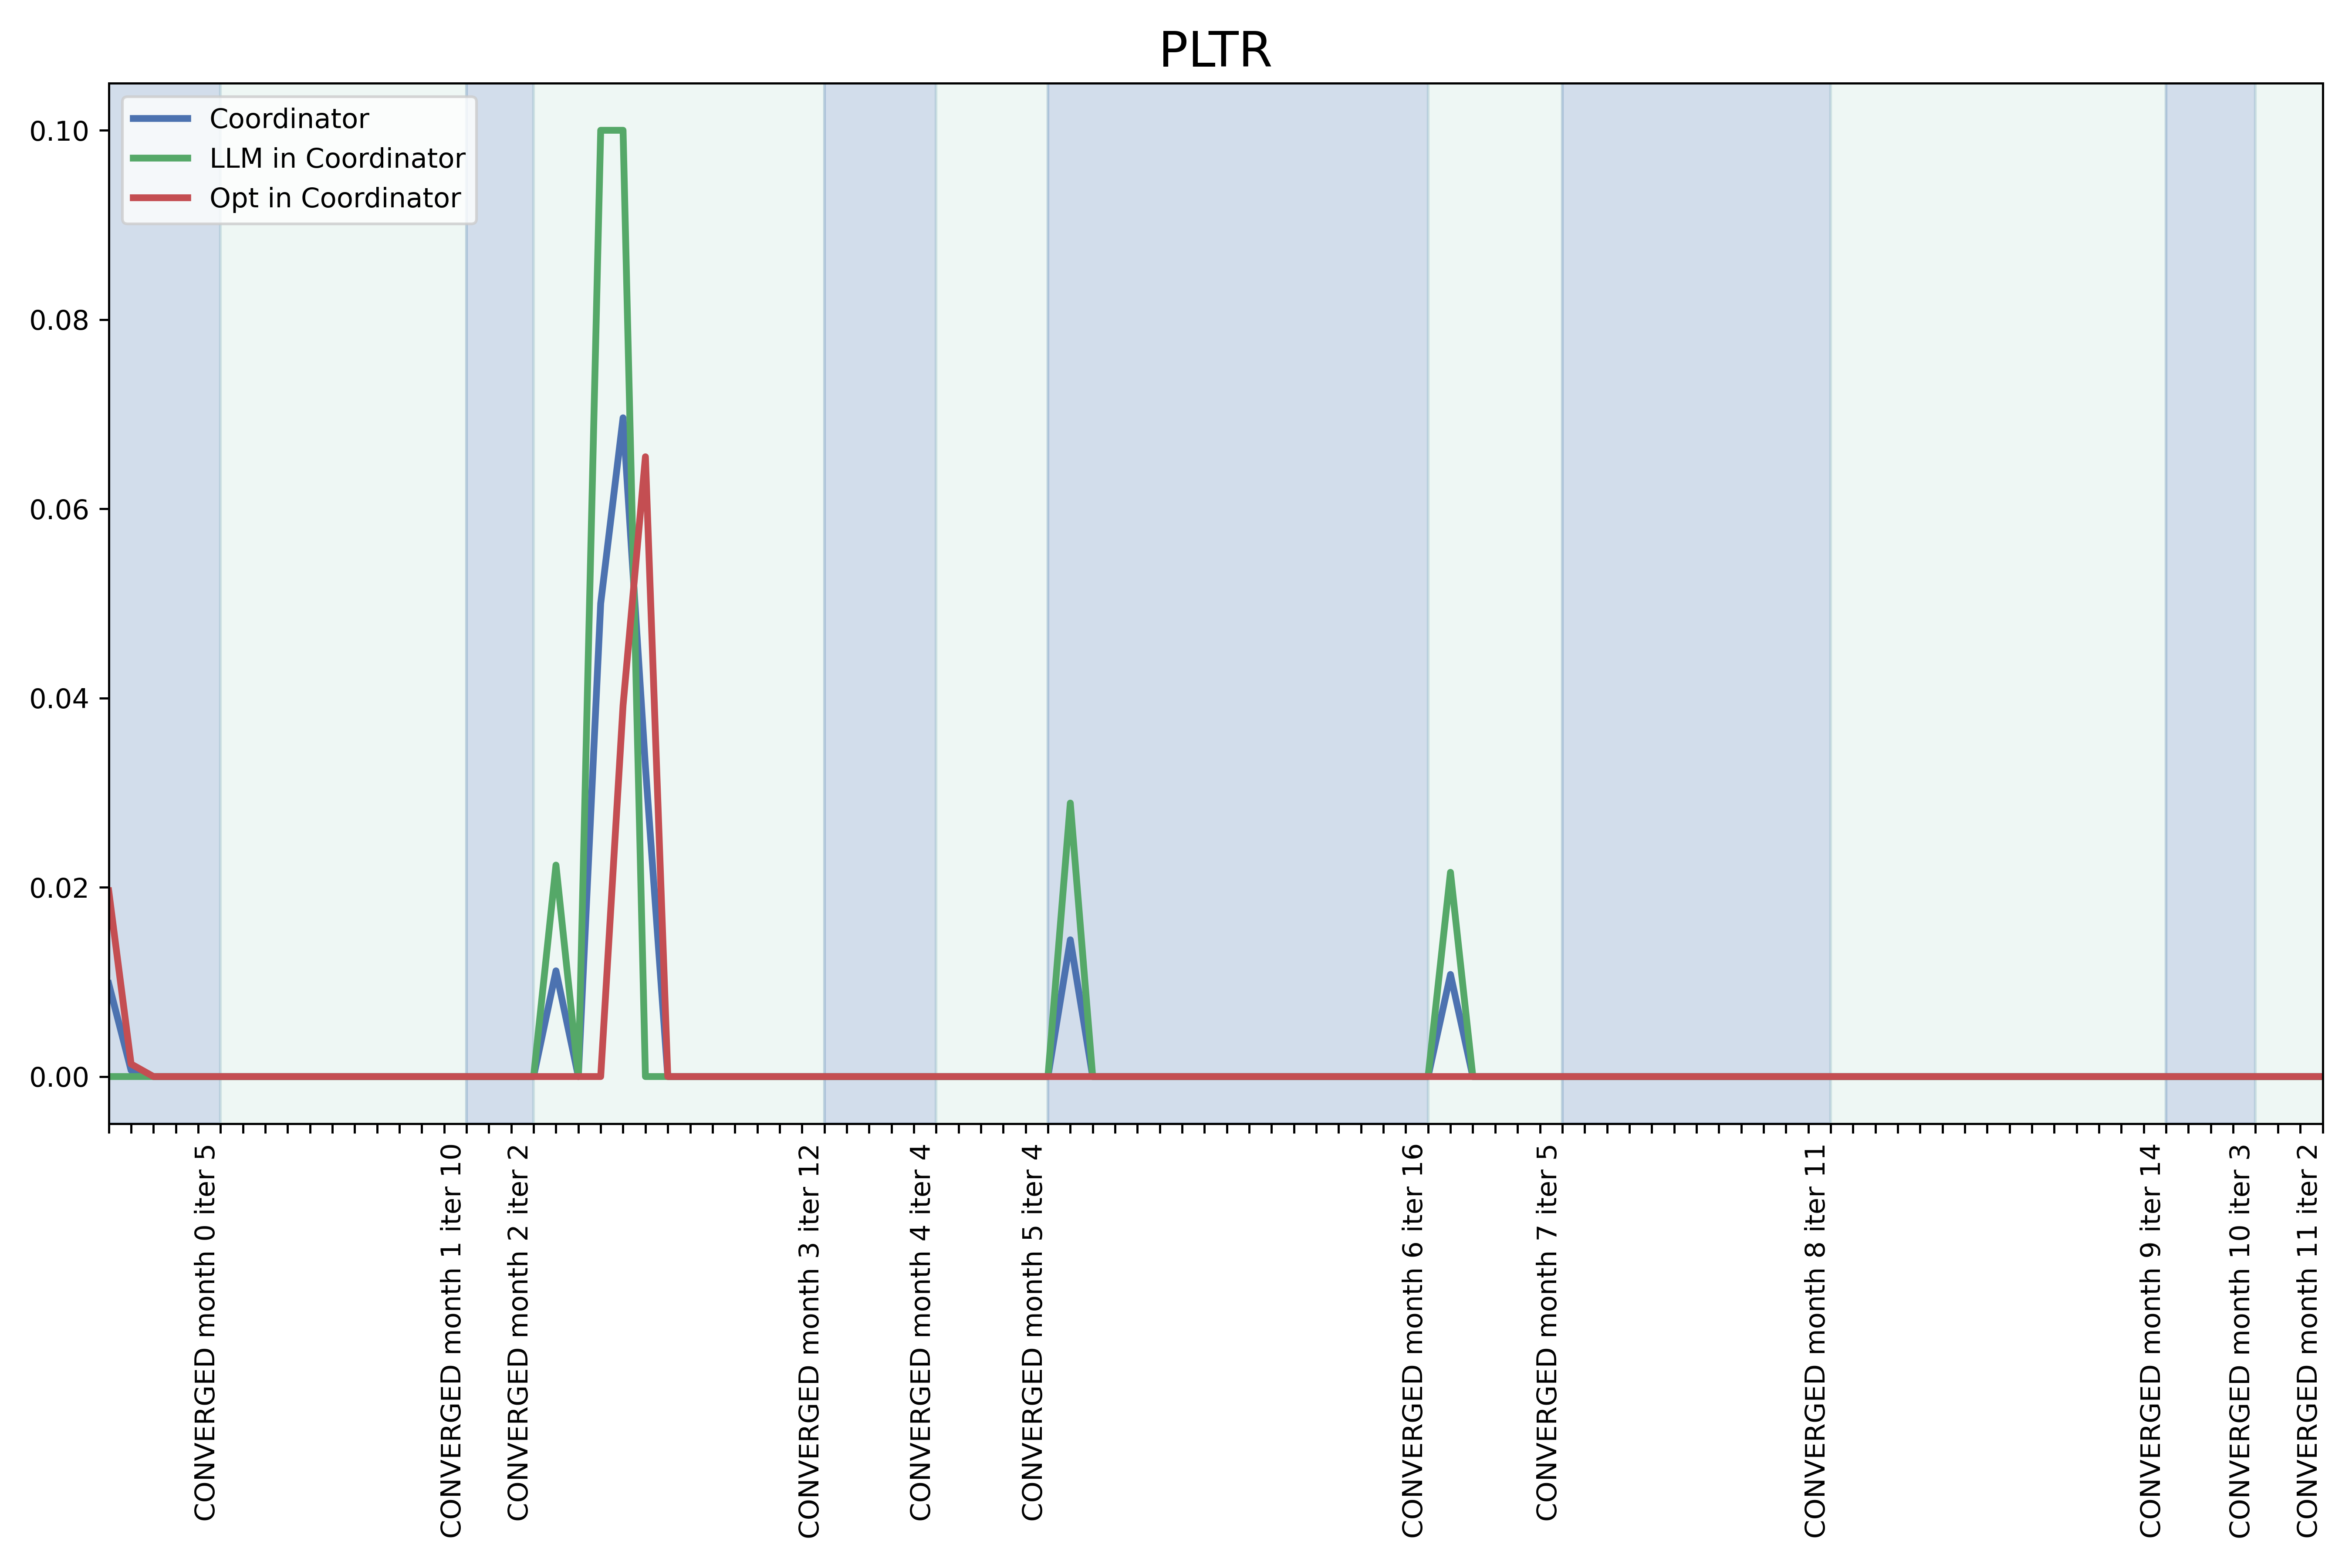 PLTR
Coordinator
LLM in Coordinator
Opt in Coordinator
0.10
0.08
0.06
0.04
0.02
0.00
CONVERGED month 0 iter 5
CONVERGED month 1 iter 10
CONVERGED month 2 iter 2
CONVERGED month 3 iter 12
CONVERGED month 4 iter 4
CONVERGED month 5 iter 4
CONVERGED month 6 iter 16
CONVERGED month 7 iter 5
CONVERGED month 8 iter 11
CONVERGED month 9 iter 14
CONVERGED month 10 iter 3
CONVERGED month 11 iter 2